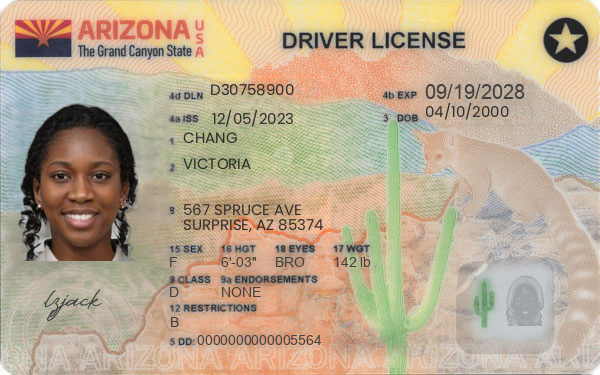 ARIZONA USA
The Grand Canyon State
DRIVER LICENSE
4d DLN D30758900
4b EXP 09/19/2028
4a ISS 12/05/2023
3 DOB 04/10/2000
1 CHANG
2 VICTORIA
8 567 SPRUCE AVE
SURPRISE, AZ 85374
15 SEX 16 HGT 18 EYES 17 WGT
F 6'-03" BRO 142 lb
9 CLASS 9a ENDORSEMENTS
D NONE
12 RESTRICTIONS
B
5 DD: 0000000000005564
lzjack
ARIZONA ARIZONA ARIZONA ARIZONA